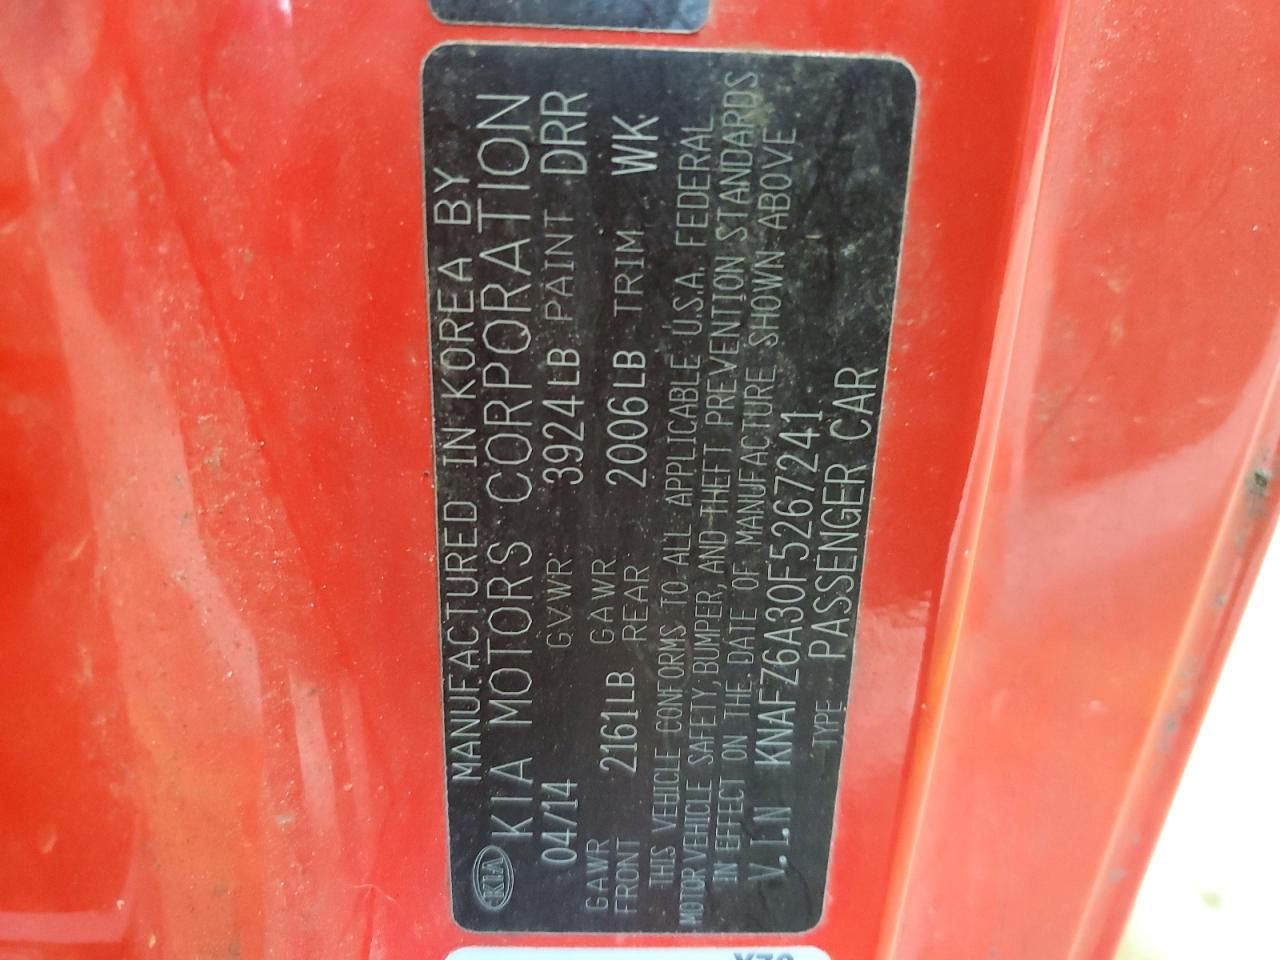 MANUFACTURED IN KOREA BY
KIA KIA MOTORS CORPORATION
04/14 GVWR 3924LB PAINT DRR
GAWR FRONT 2161LB GAWR REAR 2006LB TRIM WK
THIS VEHICLE CONFORMS TO ALL APPLICABLE U.S.A. FEDERAL
MOTOR VEHICLE SAFETY, BUMPER, AND THEFT PREVENTION STANDARDS
IN EFFECT ON THE DATE OF MANUFACTURE SHOWN ABOVE
V. I.N KNAFZ6A30F5267241
TYPE PASSENGER CAR